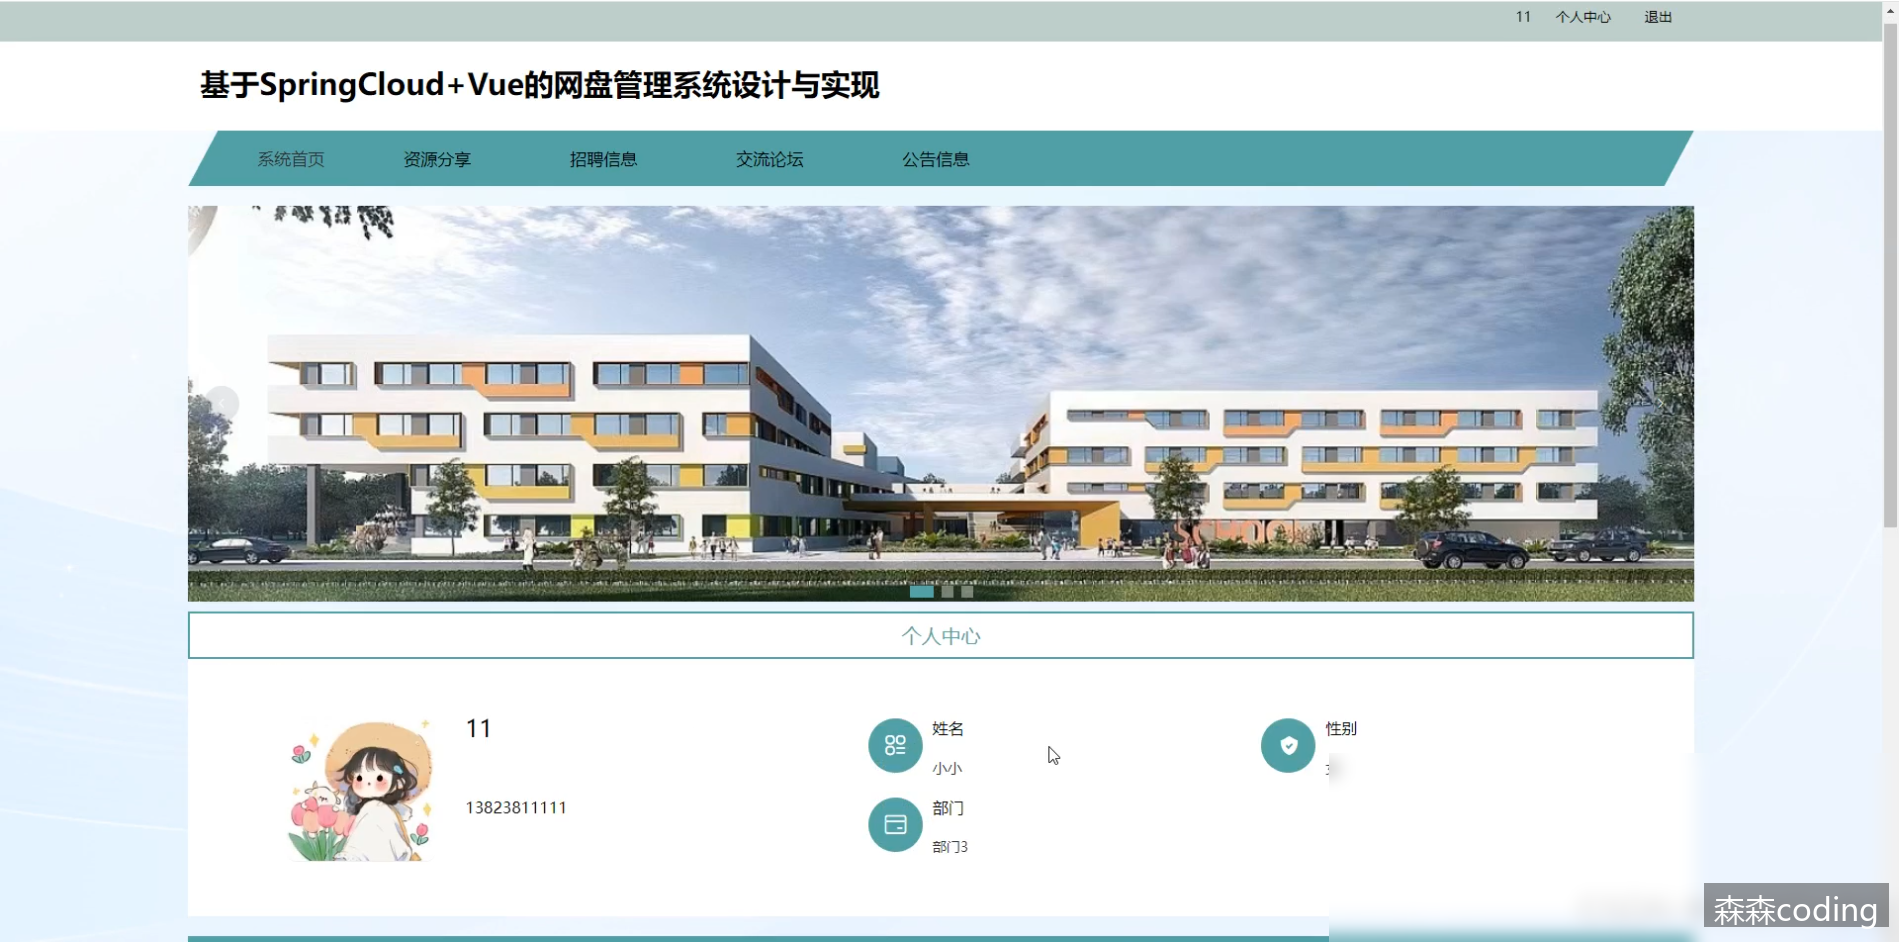 11 个人中心 退出
基于SpringCloud+Vue的网盘管理系统设计与实现
系统首页 资源分享 招聘信息 交流论坛 公告信息
SCHOOL
个人中心
11
姓名
性别
小小
13823811111
部门
部门3
森森coding